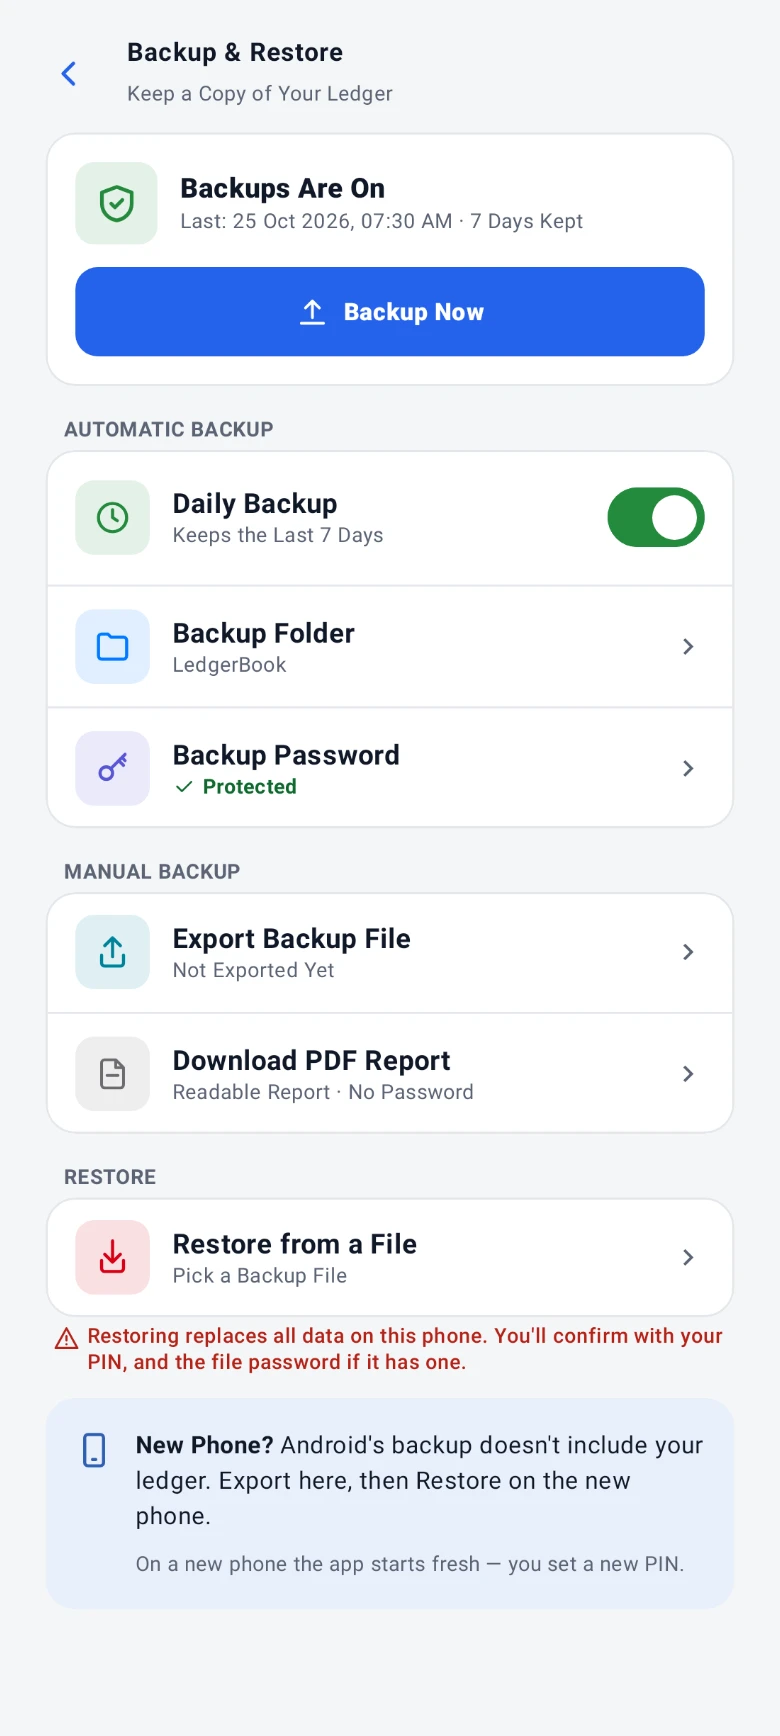 Backup & Restore
Keep a Copy of Your Ledger
Backups Are On
Last: 25 Oct 2026, 07:30 AM · 7 Days Kept
Backup Now
AUTOMATIC BACKUP
Daily Backup
Keeps the Last 7 Days
Backup Folder
LedgerBook
Backup Password
Protected
MANUAL BACKUP
Export Backup File
Not Exported Yet
Download PDF Report
Readable Report · No Password
RESTORE
Restore from a File
Pick a Backup File
Restoring replaces all data on this phone. You'll confirm with your
PIN, and the file password if it has one.
New Phone? Android's backup doesn't include your
ledger. Export here, then Restore on the new
phone.
On a new phone the app starts fresh — you set a new PIN.